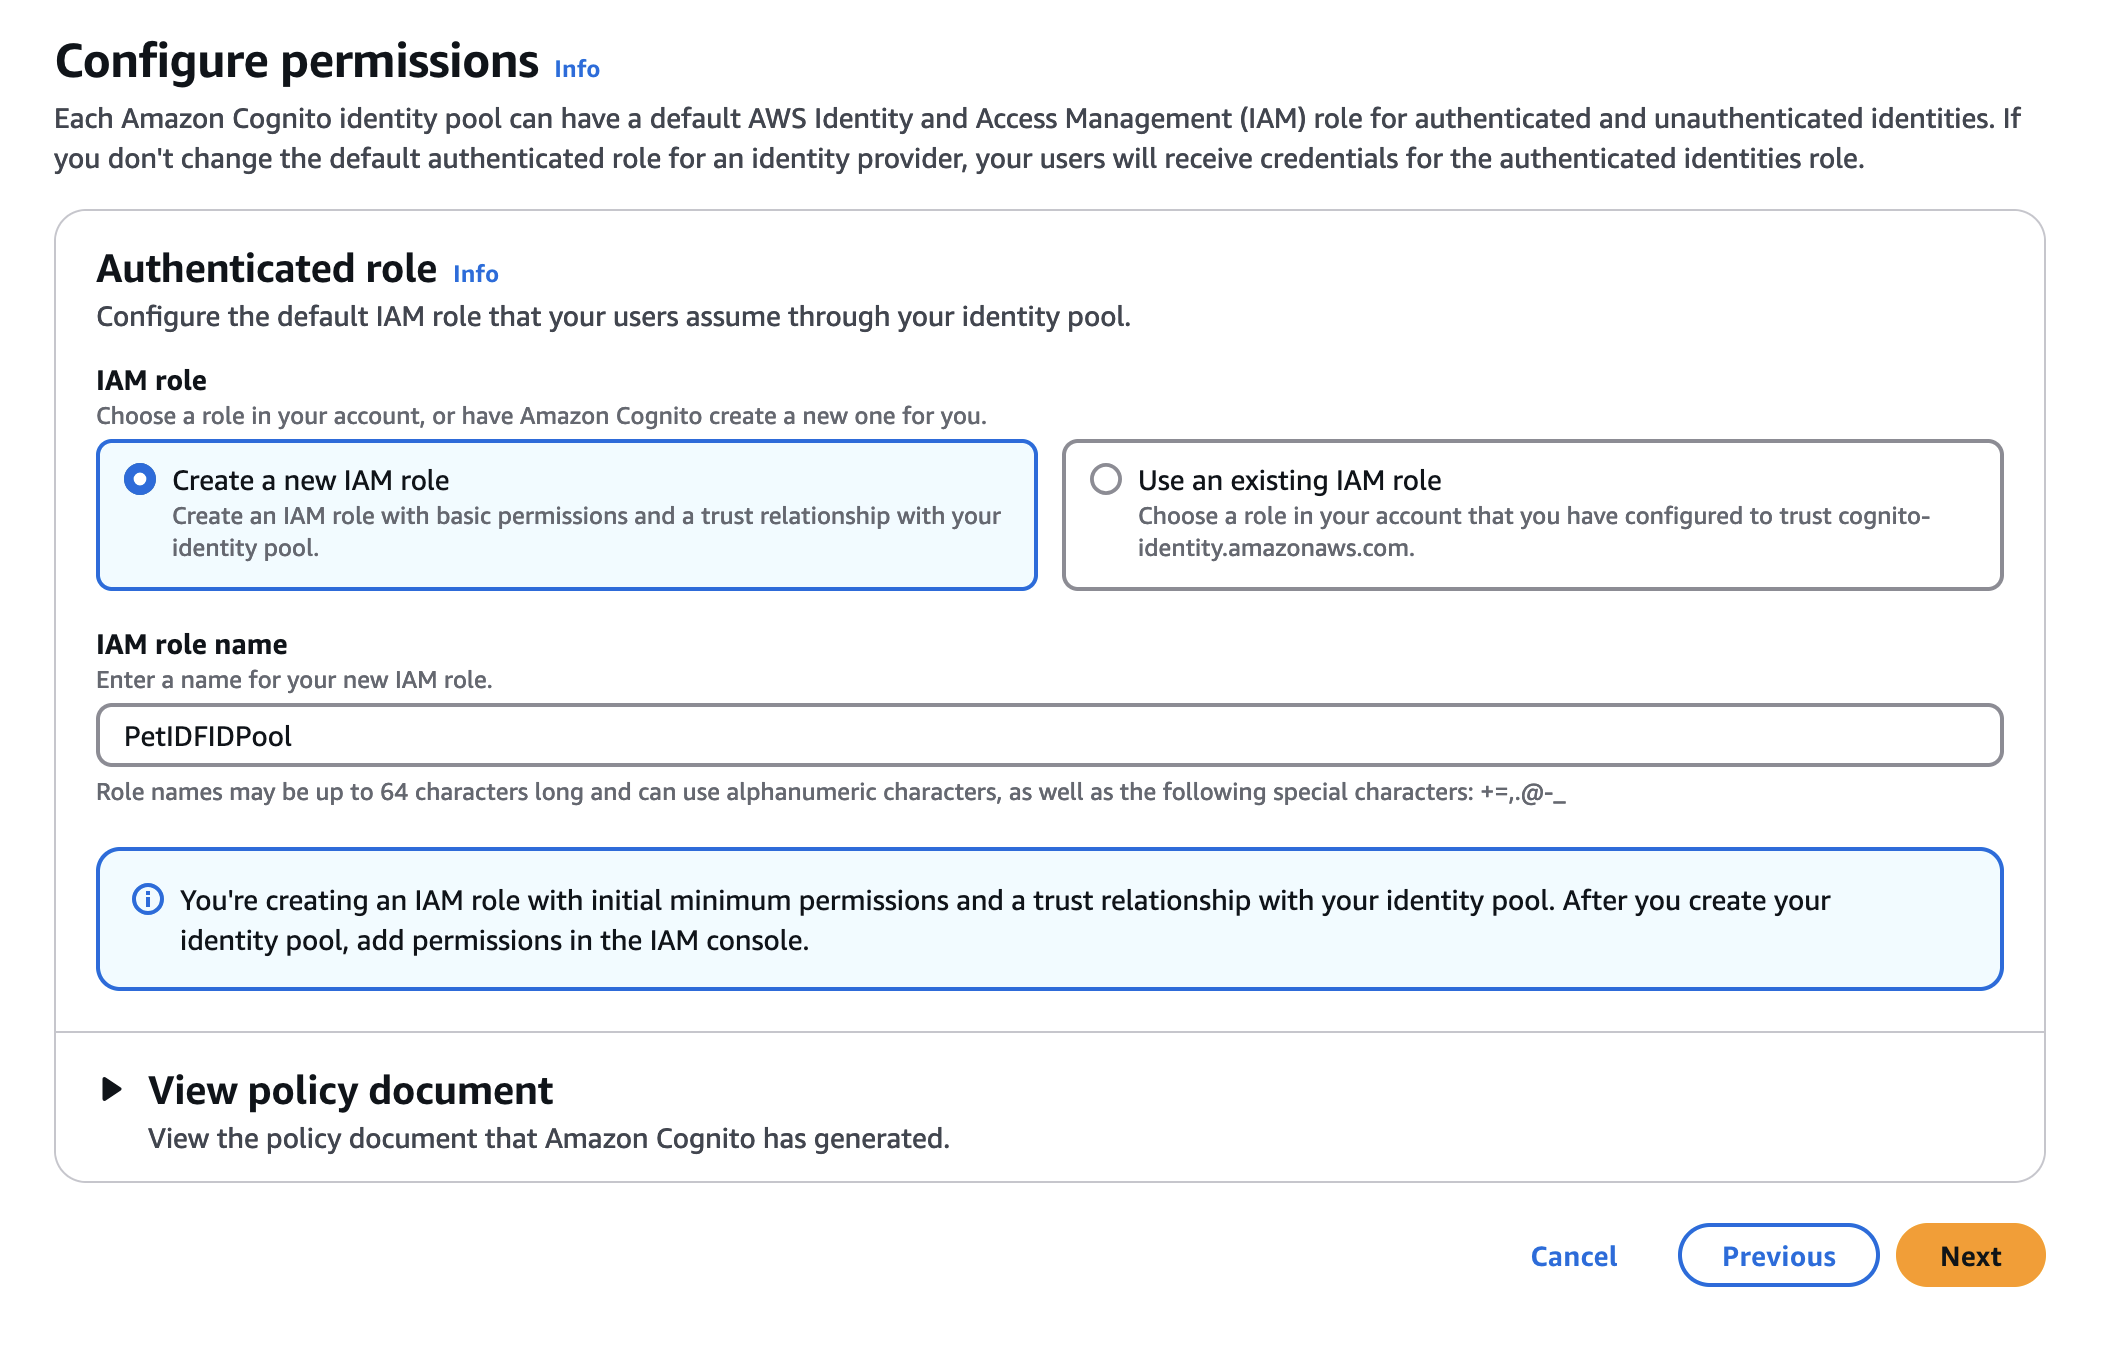 Configure permissions Info
Each Amazon Cognito identity pool can have a default AWS Identity and Access Management (IAM) role for authenticated and unauthenticated identities. If
you don't change the default authenticated role for an identity provider, your users will receive credentials for the authenticated identities role.
Authenticated role Info
Configure the default IAM role that your users assume through your identity pool.
IAM role
Choose a role in your account, or have Amazon Cognito create a new one for you.
Create a new IAM role
Create an IAM role with basic permissions and a trust relationship with your
identity pool.
Use an existing IAM role
Choose a role in your account that you have configured to trust cognito-
identity.amazonaws.com.
IAM role name
Enter a name for your new IAM role.
PetIDFIDPool
Role names may be up to 64 characters long and can use alphanumeric characters, as well as the following special characters: +=,.@-_
You're creating an IAM role with initial minimum permissions and a trust relationship with your identity pool. After you create your
identity pool, add permissions in the IAM console.
View policy document
View the policy document that Amazon Cognito has generated.
Cancel Previous Next